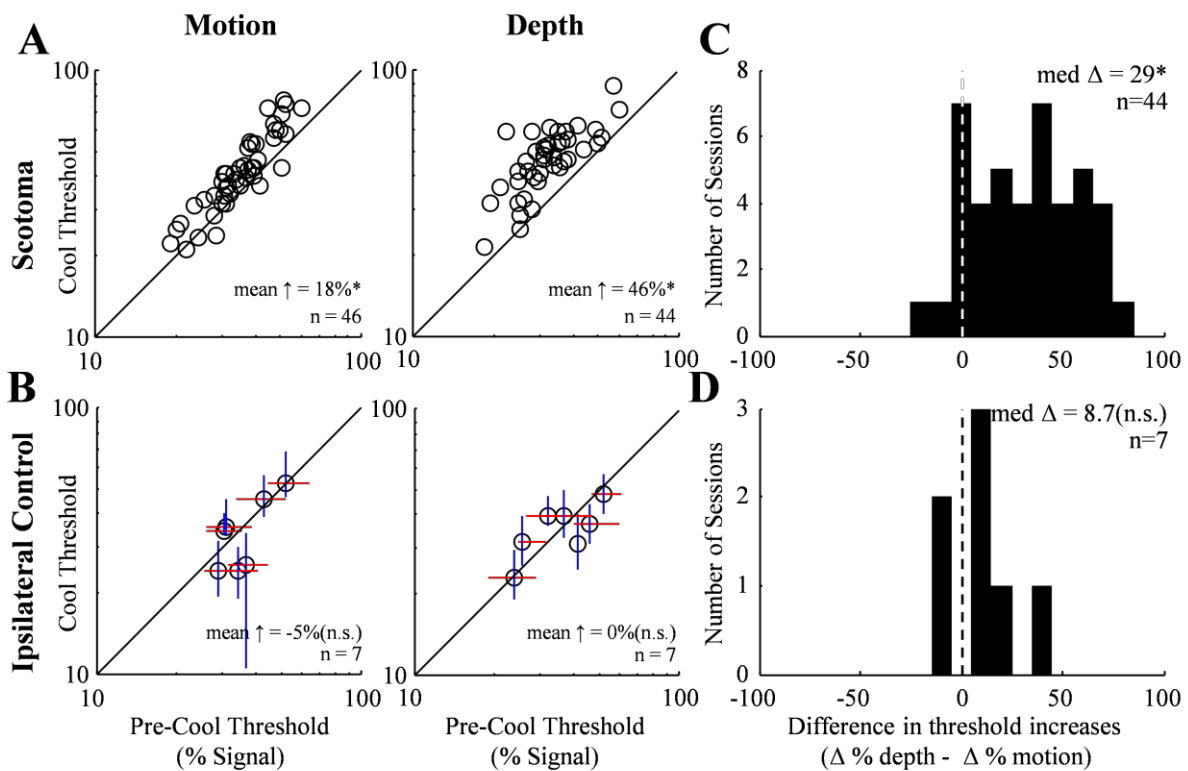 A
Motion
Depth
C
Scotoma
Cool Threshold
100
10
mean ↑ = 18%*
n = 46
10
100
100
10
mean ↑ = 46%*
n = 44
10
100
Number of Sessions
8
7
6
5
4
3
2
1
0
med Δ = 29*
n=44
-100
-50
0
50
100
B
Ipsilateral Control
Cool Threshold
100
10
mean ↑ = -5%(n.s.)
n = 7
10
100
Pre-Cool Threshold
(% Signal)
100
10
mean ↑ = 0%(n.s.)
n = 7
10
100
Pre-Cool Threshold
(% Signal)
D
Number of Sessions
3
2
1
0
med Δ = 8.7(n.s.)
n=7
-100
-50
0
50
100
Difference in threshold increases
(Δ % depth - Δ % motion)